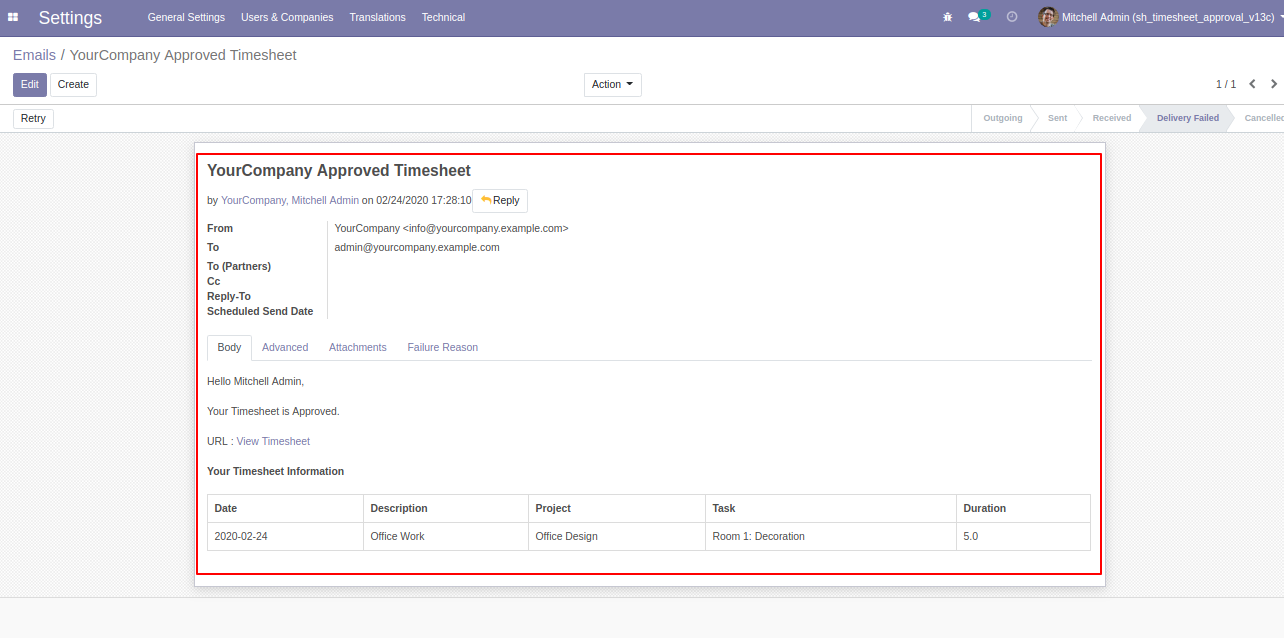 Settings General Settings Users & Companies Translations Technical 3 Mitchell Admin (sh_timesheet_approval_v13c)
Emails / YourCompany Approved Timesheet
Edit Create Action 1 / 1
Retry Outgoing Sent Received Delivery Failed Cancelled
YourCompany Approved Timesheet
by YourCompany, Mitchell Admin on 02/24/2020 17:28:10 Reply
From YourCompany <info@yourcompany.example.com>
To admin@yourcompany.example.com
To (Partners)
Cc
Reply-To
Scheduled Send Date
Body Advanced Attachments Failure Reason
Hello Mitchell Admin,
Your Timesheet is Approved.
URL : View Timesheet
Your Timesheet Information
Date Description Project Task Duration
2020-02-24 Office Work Office Design Room 1: Decoration 5.0